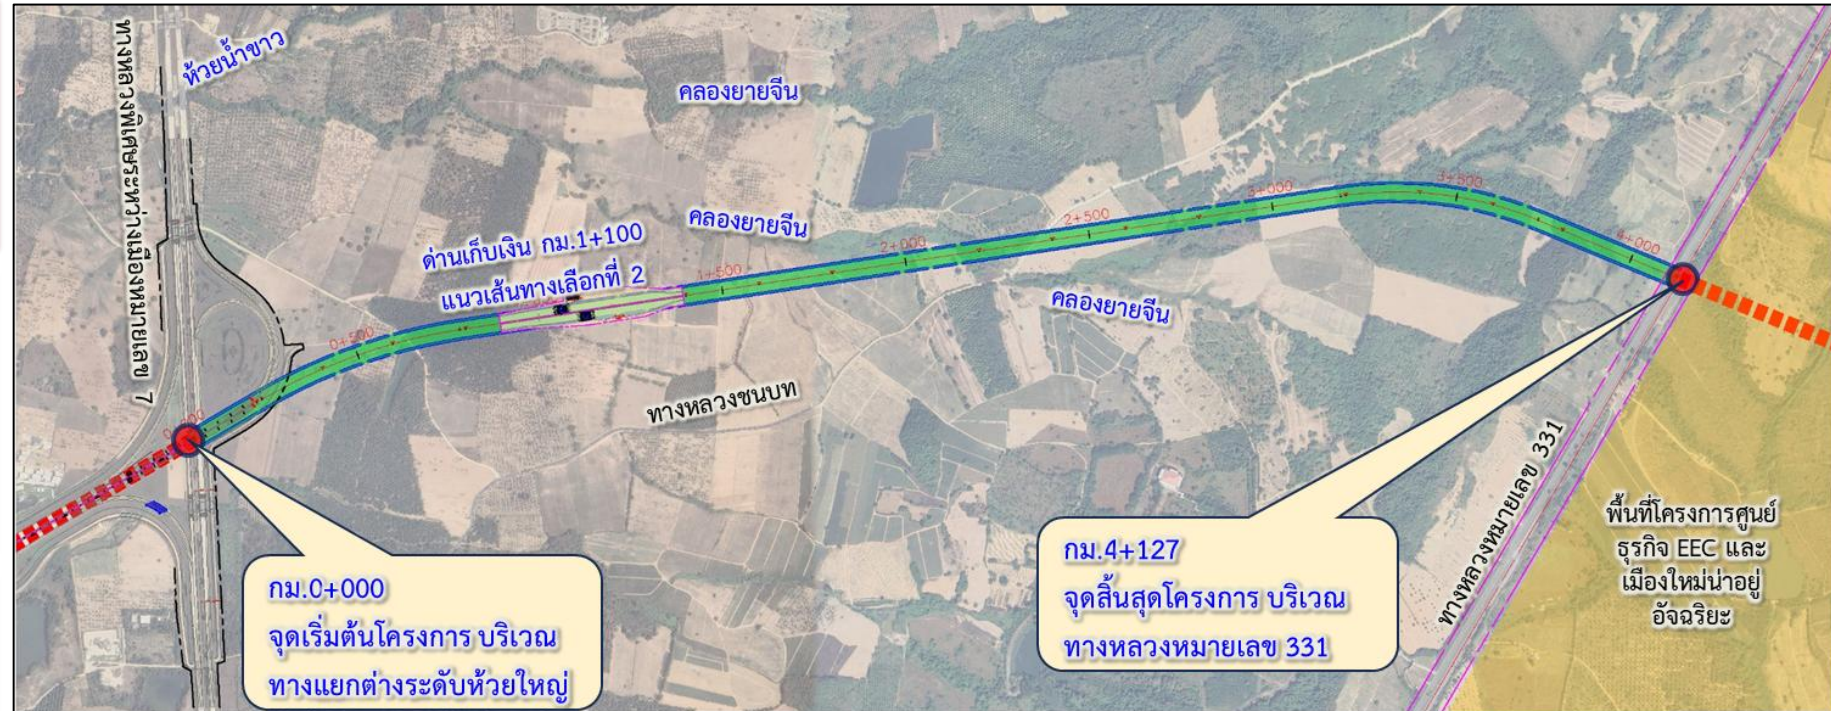 ทางหลวงพิเศษระหว่างเมืองหมายเลข 7
ห้วยน้ำขาว
คลองยายจีน
คลองยายจีน
ด่านเก็บเงิน กม.1+100
แนวเส้นทางเลือกที่ 2
คลองยายจีน
ทางหลวงชนบท
0+500
1+500
2+000
2+500
3+000
3+500
4+000
กม.0+000
จุดเริ่มต้นโครงการ บริเวณ
ทางแยกต่างระดับห้วยใหญ่
กม.4+127
จุดสิ้นสุดโครงการ บริเวณ
ทางหลวงหมายเลข 331
ทางหลวงหมายเลข 331
พื้นที่โครงการศูนย์
ธุรกิจ EEC และ
เมืองใหม่น่าอยู่
อัจฉริยะ